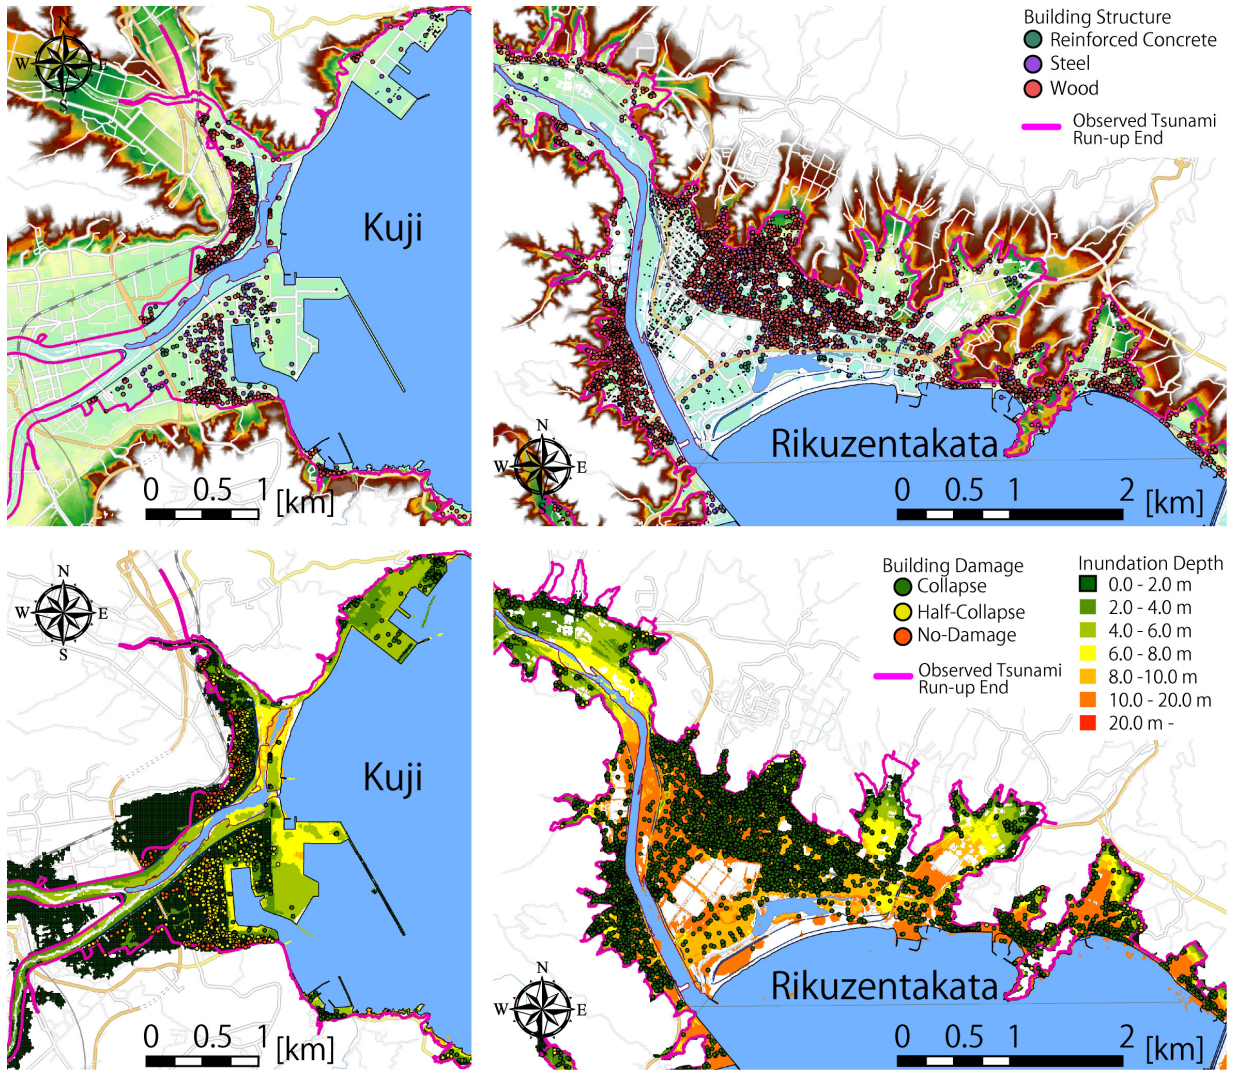 N
W E
S
Kuji
0 0.5 1 [km]
Building Structure
Reinforced Concrete
Steel
Wood
Observed Tsunami
Run-up End
Rikuzentakata
N
W E
S
0 0.5 1 2 [km]
N
W E
S
Kuji
0 0.5 1 [km]
Building Damage
Collapse
Half-Collapse
No-Damage
Observed Tsunami
Run-up End
Inundation Depth
0.0 - 2.0 m
2.0 - 4.0 m
4.0 - 6.0 m
6.0 - 8.0 m
8.0 -10.0 m
10.0 - 20.0 m
20.0 m -
Rikuzentakata
N
W E
S
0 0.5 1 2 [km]